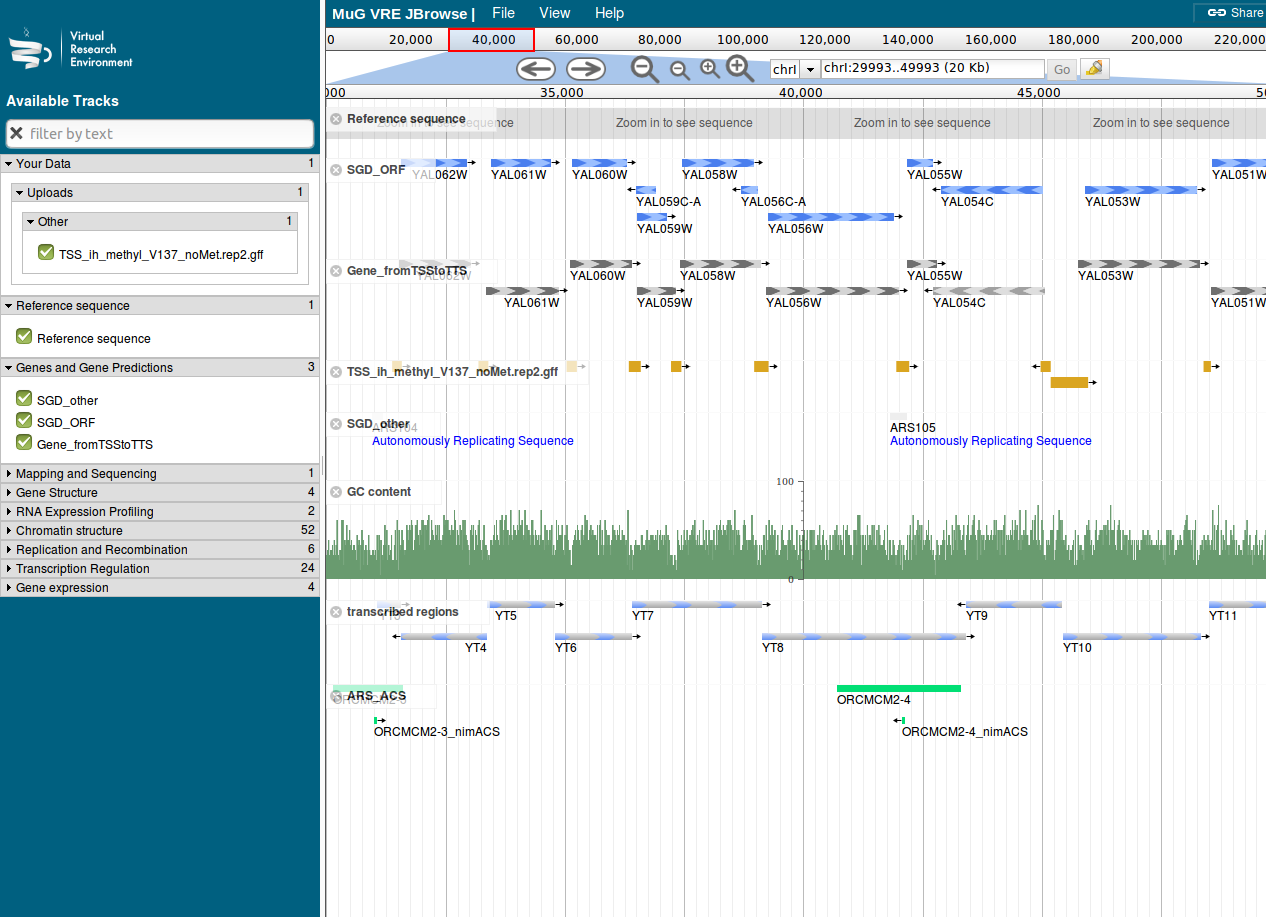 MuG VRE JBrowse | File View Help Share
Virtual
Research
Environment
0 20,000 40,000 60,000 80,000 100,000 120,000 140,000 160,000 180,000 200,000 220,000
chrI chrI:29993..49993 (20 Kb) Go
35,000 40,000 45,000
Available Tracks
filter by text
Your Data 1
Uploads 1
Other 1
TSS_ih_methyl_V137_noMet.rep2.gff
Reference sequence 1
Reference sequence
Genes and Gene Predictions 3
SGD_other
SGD_ORF
Gene_fromTSStoTTS
Mapping and Sequencing 1
Gene Structure 4
RNA Expression Profiling 2
Chromatin structure 52
Replication and Recombination 6
Transcription Regulation 24
Gene expression 4
Reference sequence
Zoom in to see sequence Zoom in to see sequence Zoom in to see sequence Zoom in to see sequence
SGD_ORF
YAL062W YAL061W YAL060W YAL058W YAL055W YAL051W
YAL059C-A YAL056C-A YAL054C YAL053W
YAL059W YAL056W
Gene_fromTSStoTTS
YAL062W YAL060W YAL058W YAL055W YAL053W
YAL061W YAL059W YAL056W YAL054C YAL051W
TSS_ih_methyl_V137_noMet.rep2.gff
SGD_other
ARS104 ARS105
Autonomously Replicating Sequence Autonomously Replicating Sequence
GC content
100
0
transcribed regions
YT5 YT7 YT9 YT11
YT4 YT6 YT8 YT10
ARS_ACS
ORCMCM2-3 ORCMCM2-4
ORCMCM2-3_nimACS ORCMCM2-4_nimACS